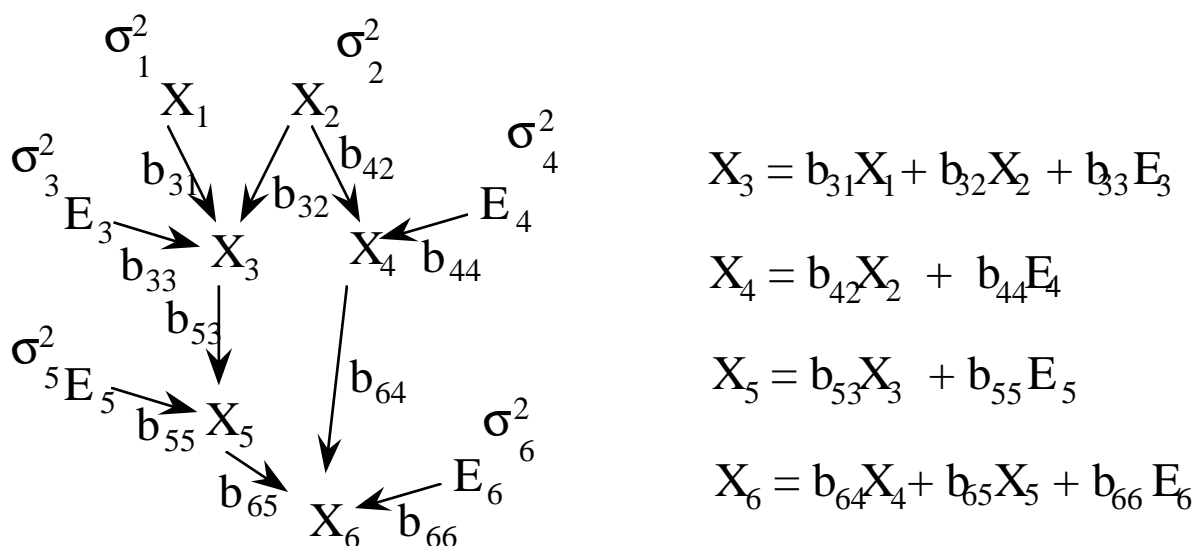 σ²₁ σ²₂
X₁ X₂
σ²₄
σ²₃ b₃₁ b₄₂
E₃ b₃₂ E₄
b₃₃ X₃ X₄ b₄₄
b₅₃
σ²₅ E₅ b₆₄
b₅₅ X₅ σ²₆
b₆₅ E₆
X₆ b₆₆
X₃ = b₃₁X₁ + b₃₂X₂ + b₃₃E₃
X₄ = b₄₂X₂ + b₄₄E₄
X₅ = b₅₃X₃ + b₅₅E₅
X₆ = b₆₄X₄ + b₆₅X₅ + b₆₆E₆